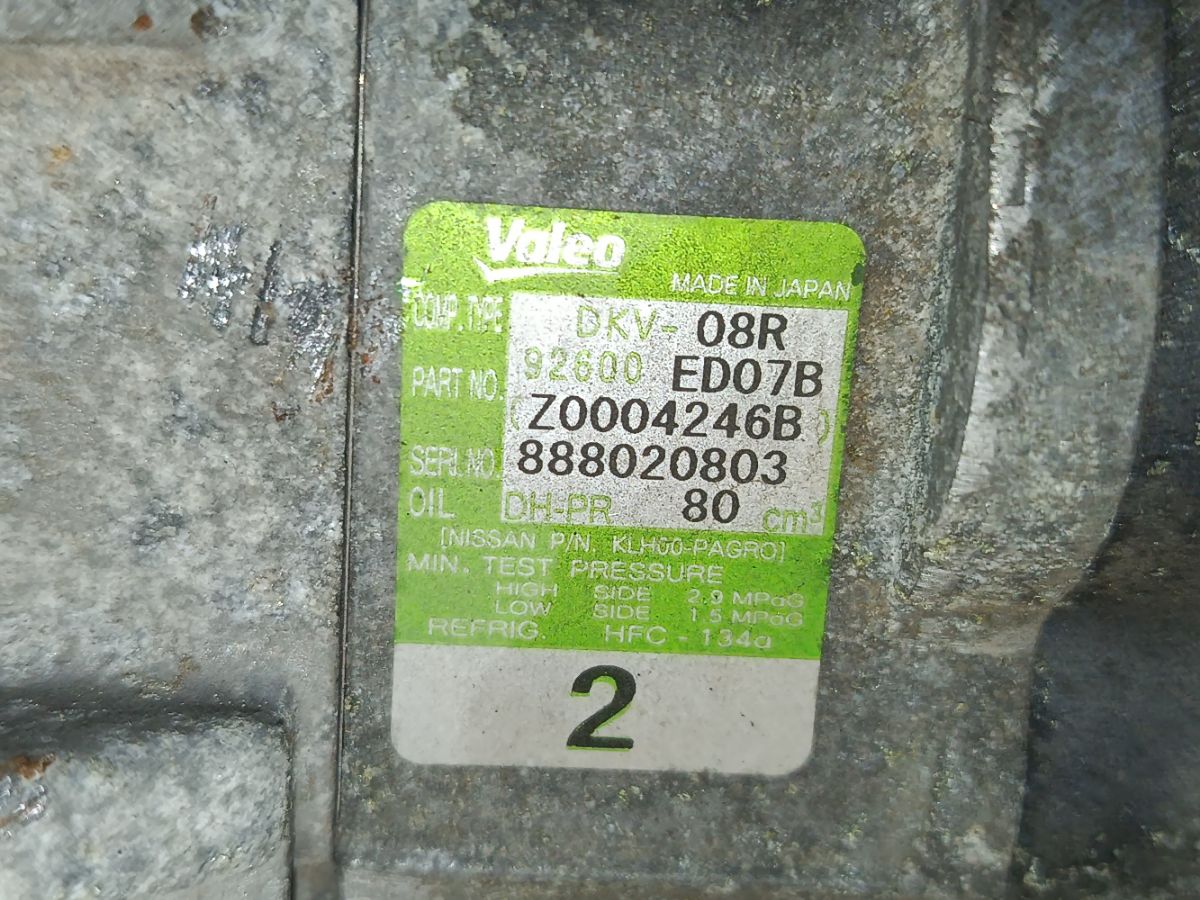 Valeo
MADE IN JAPAN
COMP. TYPE DKV-08R
PART NO. 92600 ED07B
(Z0004246B)
SERI.NO. 888020803
OIL DH-PR 80 cm³
[NISSAN P/N. KLH00-PAGR0]
MIN. TEST PRESSURE
HIGH SIDE 2.9 MPaG
LOW SIDE 1.5 MPaG
REFRIG. HFC-134a
2